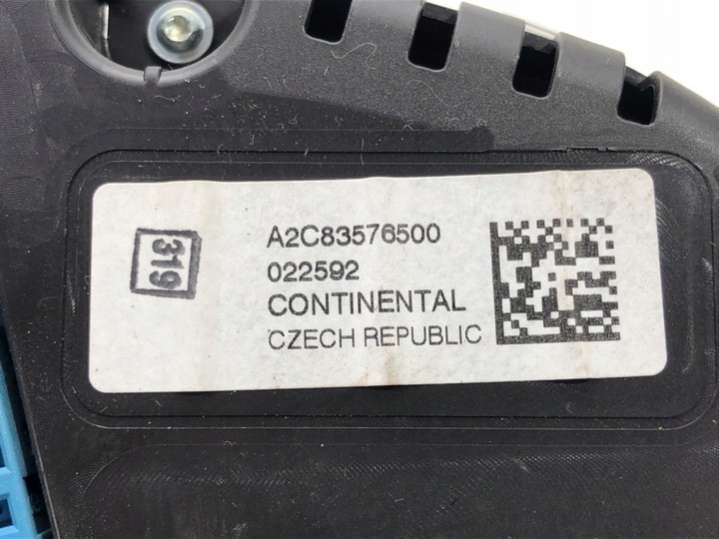 319
A2C83576500
022592
CONTINENTAL
CZECH REPUBLIC